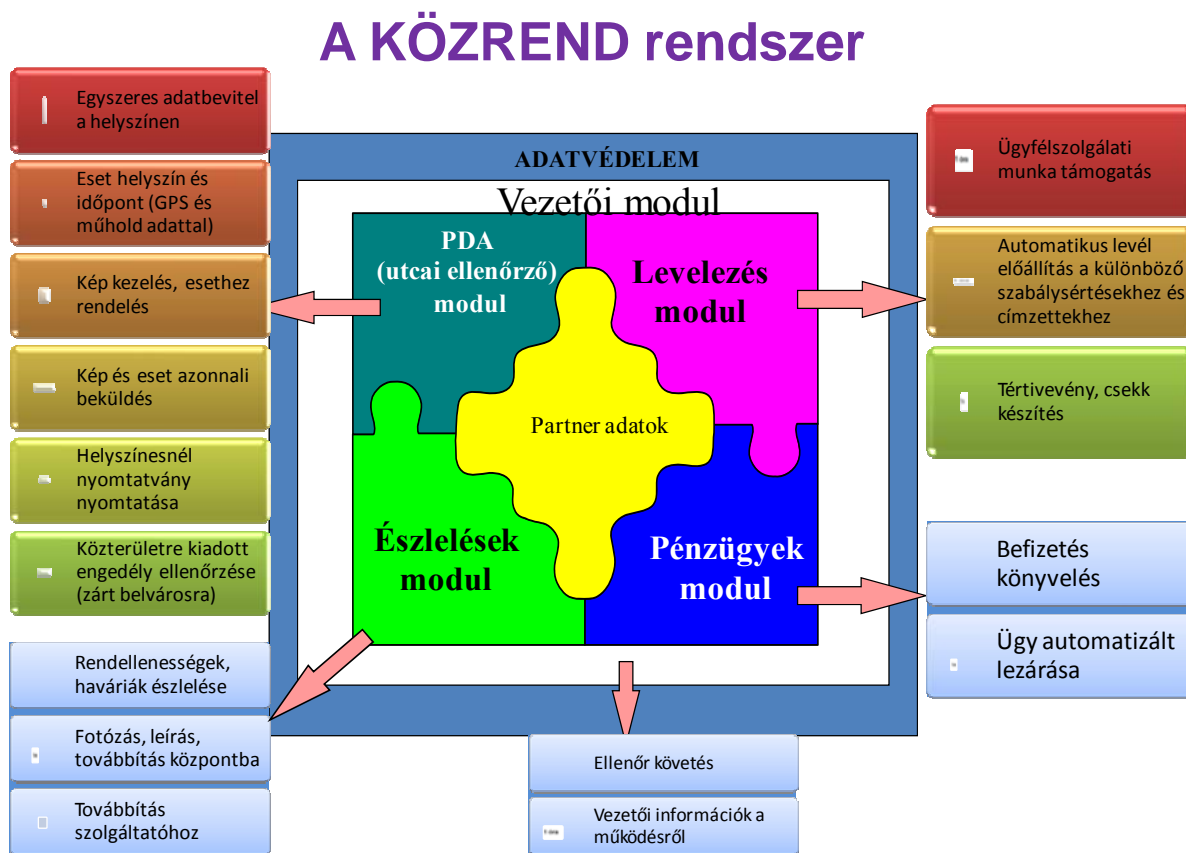 A KÖZREND rendszer
Egyszeres adatbevitel
a helyszínen
Eset helyszín és
időpont (GPS és
műhold adattal)
Kép kezelés, esethez
rendelés
Kép és eset azonnali
beküldés
Helyszínesnél
nyomtatvány
nyomtatása
Közterületre kiadott
engedély ellenőrzése
(zárt belvárosra)
Rendellenességek,
haváriák észlelése
Fotózás, leírás,
továbbítás központba
Továbbítás
szolgáltatóhoz
ADATVÉDELEM
Vezetői modul
PDA
(utcai ellenőrző)
modul
Levelezés
modul
Partner adatok
Észlelések
modul
Pénzügyek
modul
Ellenőr követés
Vezetői információk a
működésről
Ügyfélszolgálati
munka támogatás
Automatikus levél
előállítás a különböző
szabálysértésekhez és
címzettekhez
Tértivevény, csekk
készítés
Befizetés
könyvelés
Ügy automatizált
lezárása